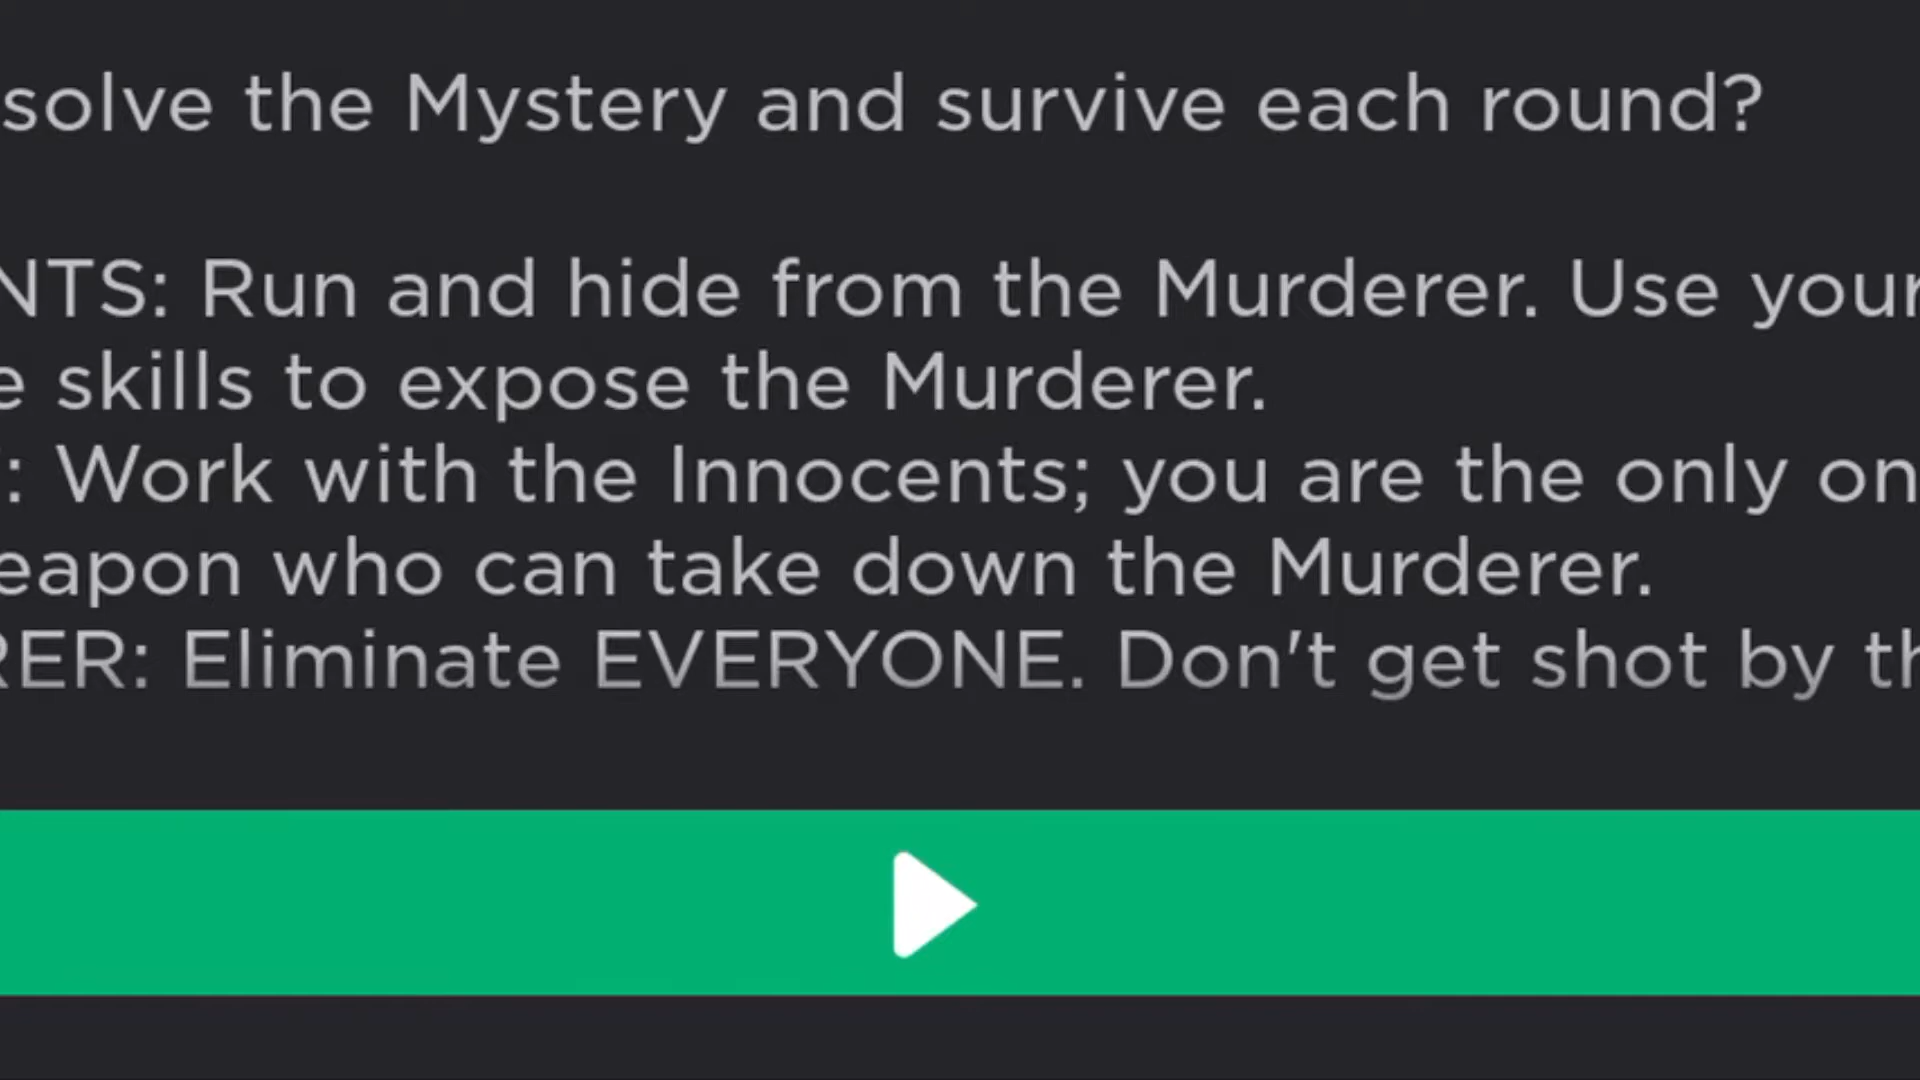 solve the Mystery and survive each round?
NTS: Run and hide from the Murderer. Use your
e skills to expose the Murderer.
: Work with the Innocents; you are the only on
eapon who can take down the Murderer.
RER: Eliminate EVERYONE. Don't get shot by th